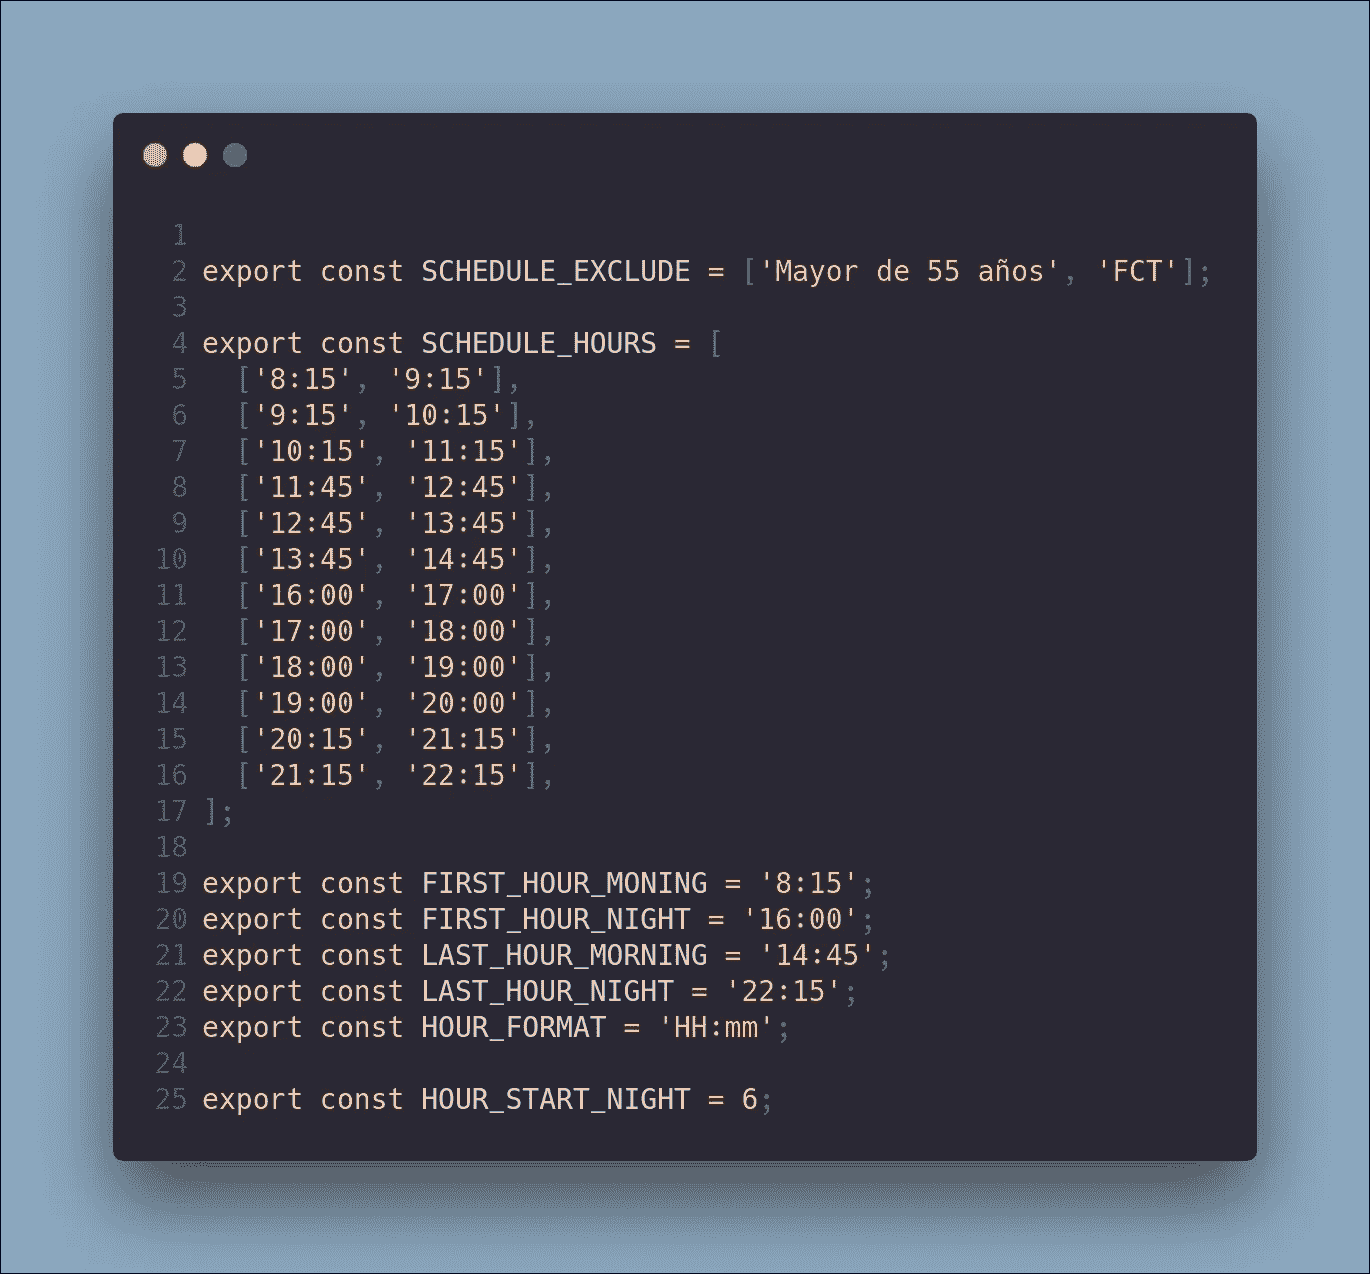 1
2 export const SCHEDULE_EXCLUDE = ['Mayor de 55 años', 'FCT'];
3
4 export const SCHEDULE_HOURS = [
5   ['8:15', '9:15'],
6   ['9:15', '10:15'],
7   ['10:15', '11:15'],
8   ['11:45', '12:45'],
9   ['12:45', '13:45'],
10   ['13:45', '14:45'],
11   ['16:00', '17:00'],
12   ['17:00', '18:00'],
13   ['18:00', '19:00'],
14   ['19:00', '20:00'],
15   ['20:15', '21:15'],
16   ['21:15', '22:15'],
17 ];
18
19 export const FIRST_HOUR_MONING = '8:15';
20 export const FIRST_HOUR_NIGHT = '16:00';
21 export const LAST_HOUR_MORNING = '14:45';
22 export const LAST_HOUR_NIGHT = '22:15';
23 export const HOUR_FORMAT = 'HH:mm';
24
25 export const HOUR_START_NIGHT = 6;